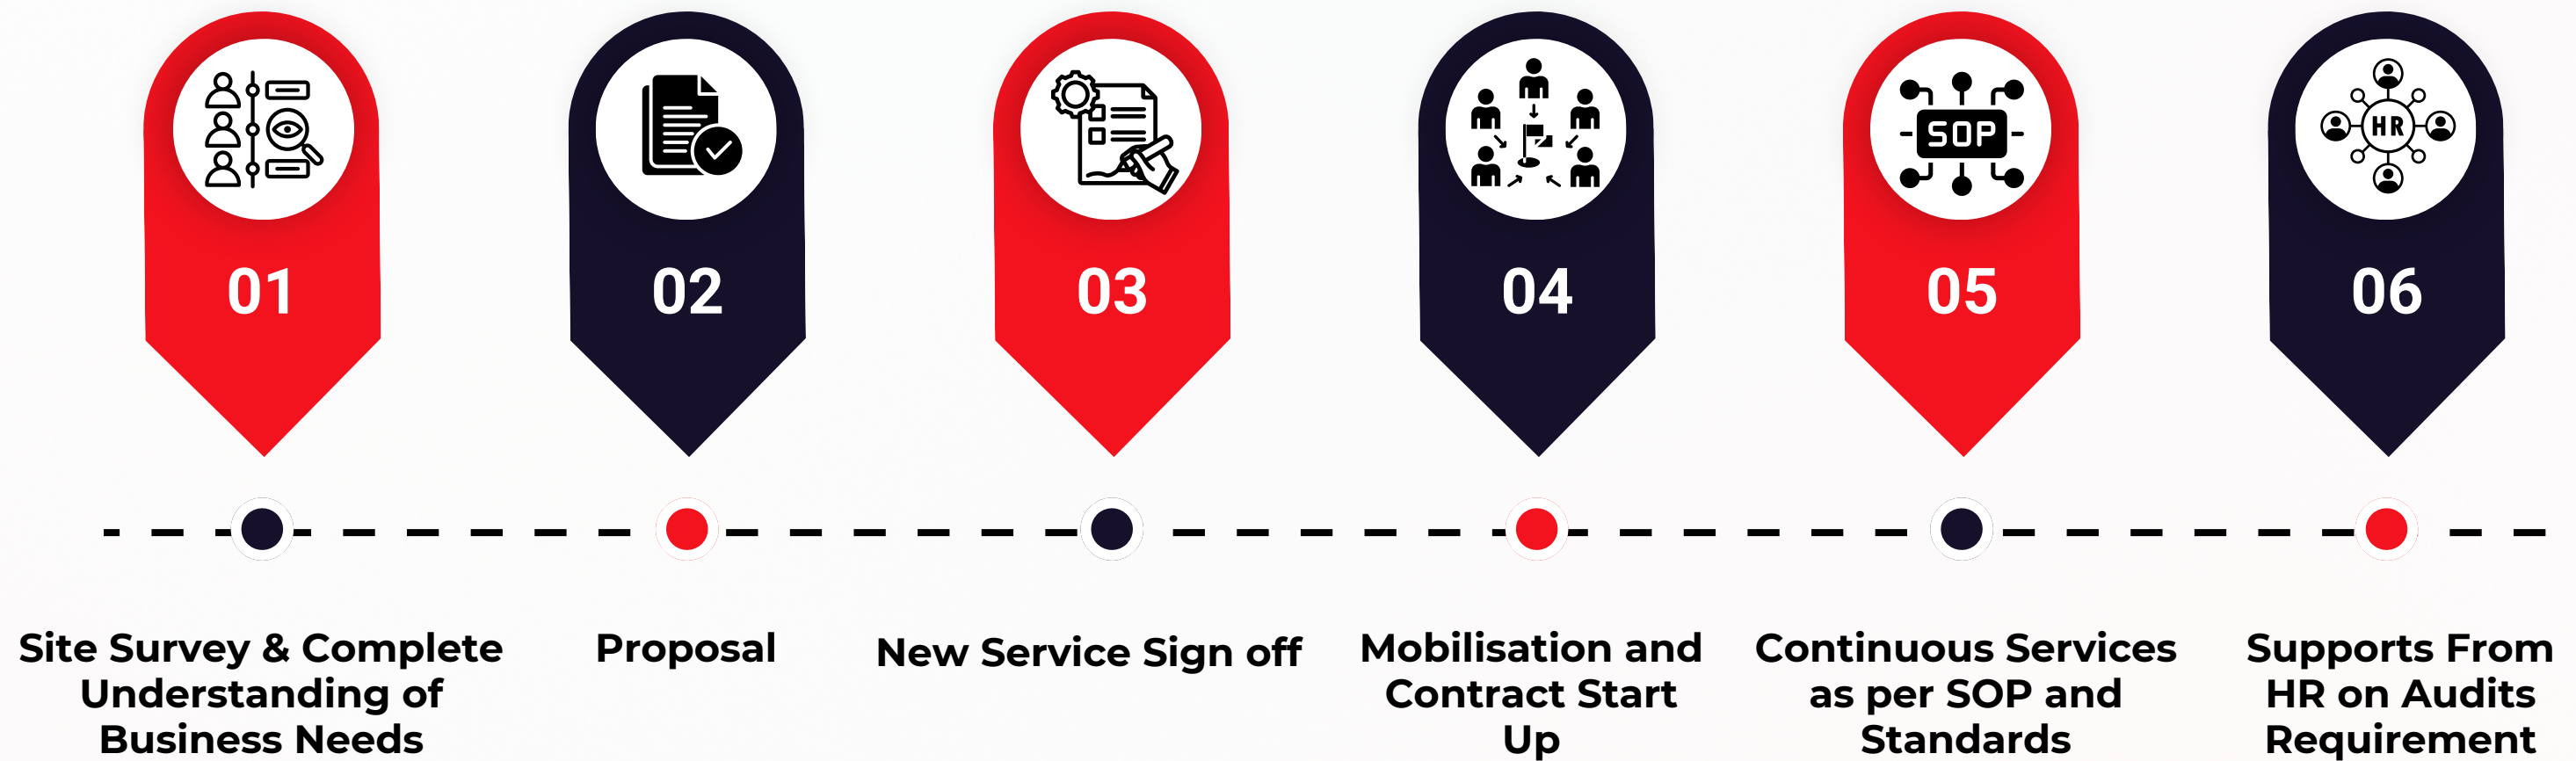 01
02
03
04
SOP
05
HR
06
Site Survey & Complete
Understanding of
Business Needs
Proposal
New Service Sign off
Mobilisation and
Contract Start
Up
Continuous Services
as per SOP and
Standards
Supports From
HR on Audits
Requirement